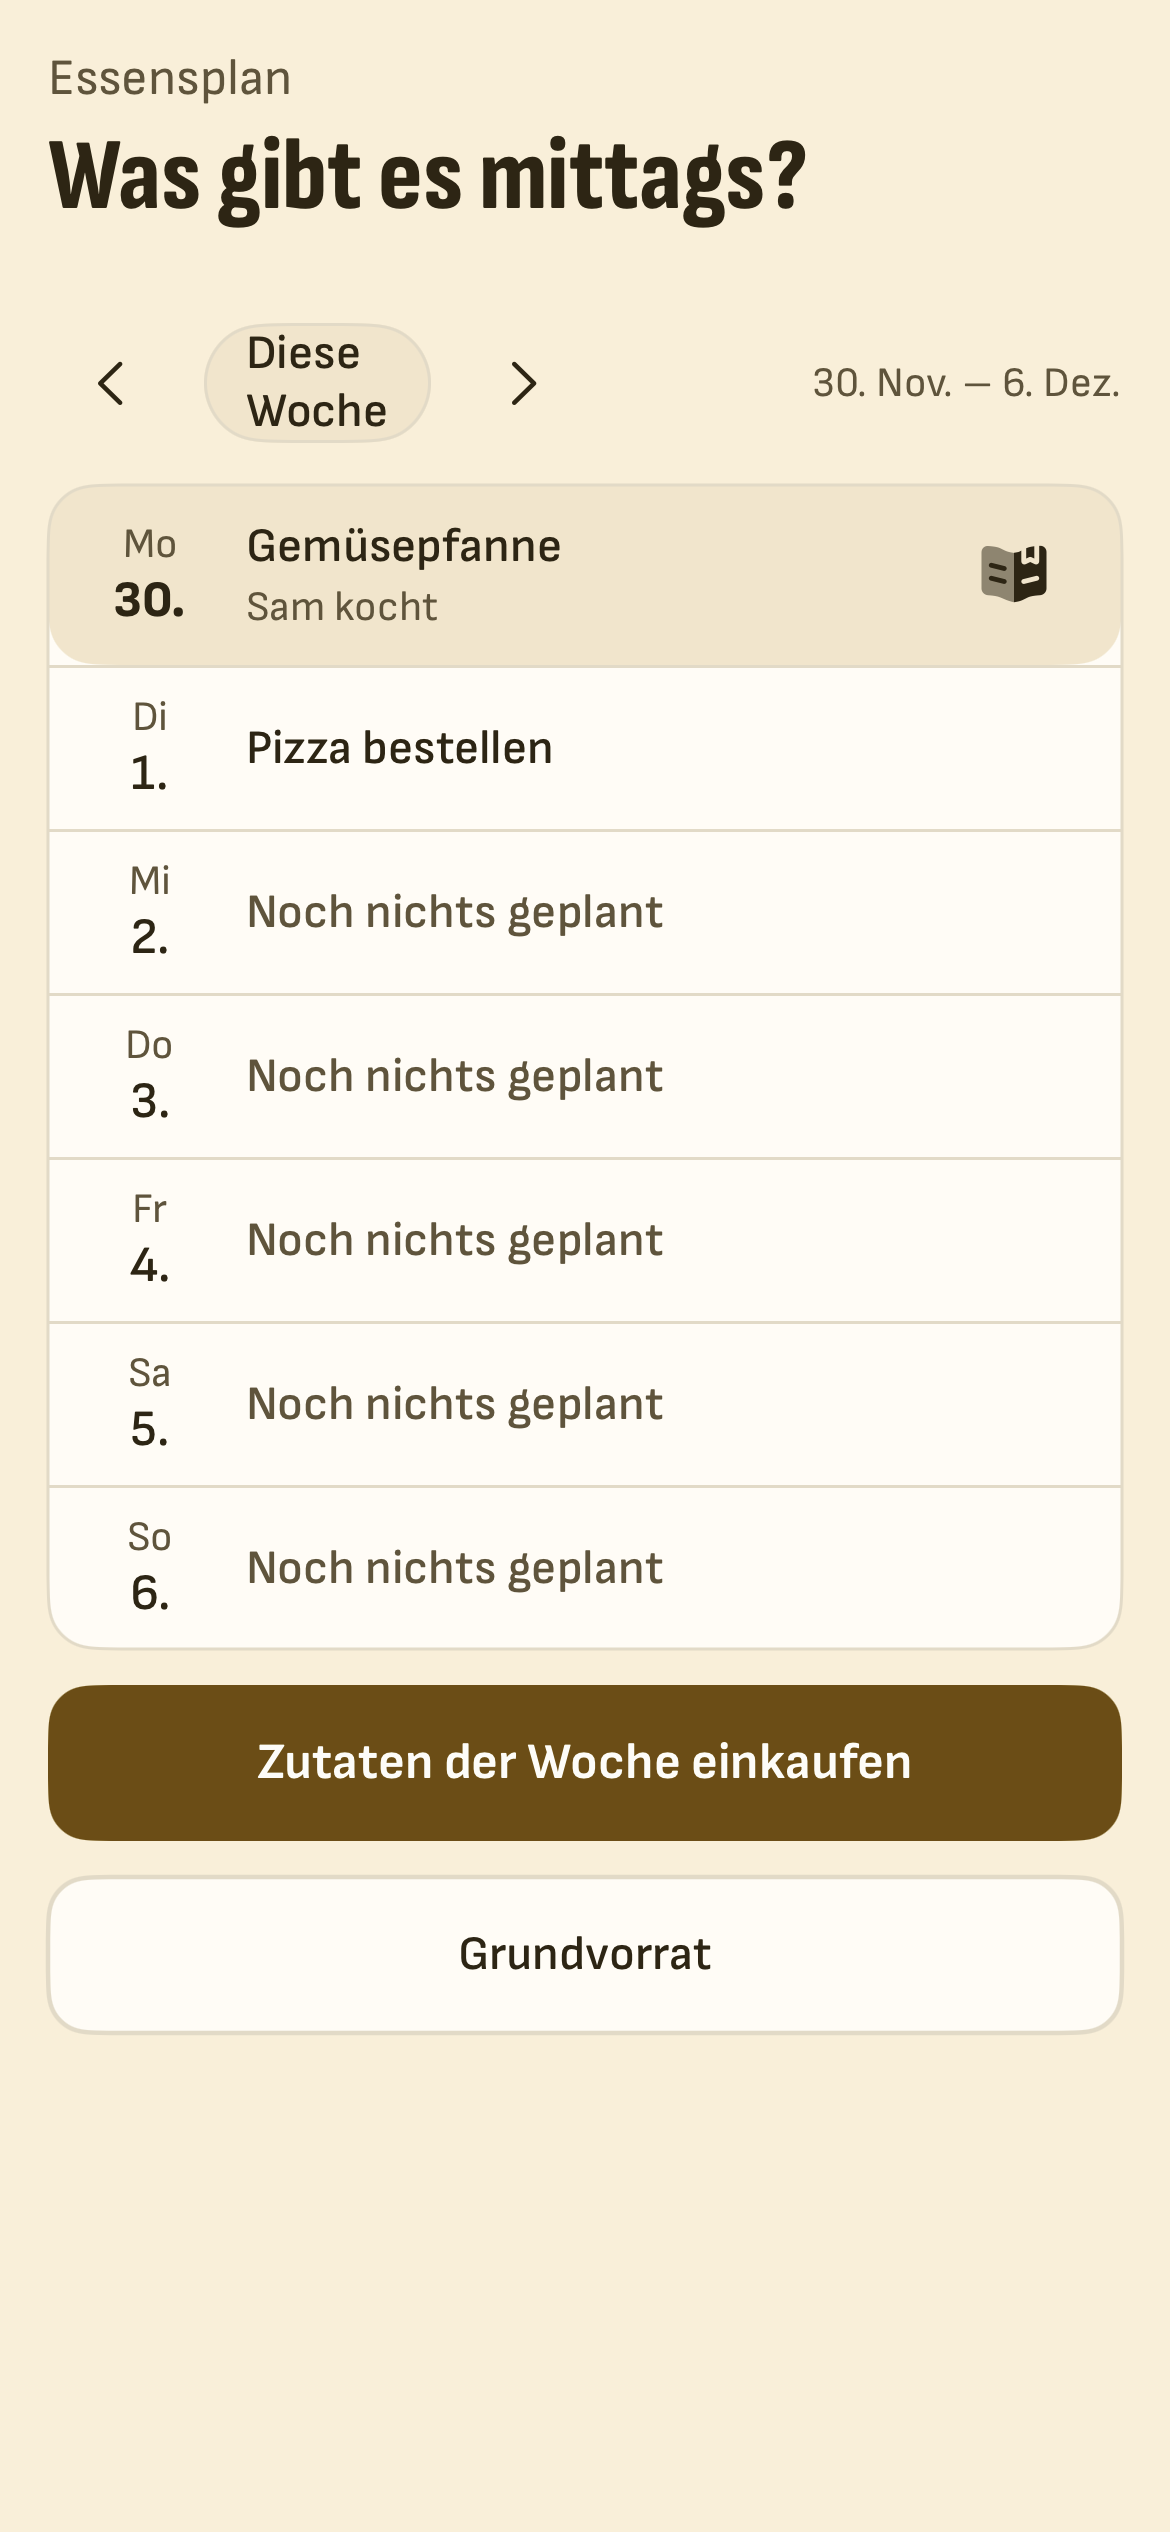 Essensplan
Was gibt es mittags?
Diese
Woche
30. Nov. – 6. Dez.
Mo
30.
Gemüsepfanne
Sam kocht
Di
1.
Pizza bestellen
Mi
2.
Noch nichts geplant
Do
3.
Noch nichts geplant
Fr
4.
Noch nichts geplant
Sa
5.
Noch nichts geplant
So
6.
Noch nichts geplant
Zutaten der Woche einkaufen
Grundvorrat